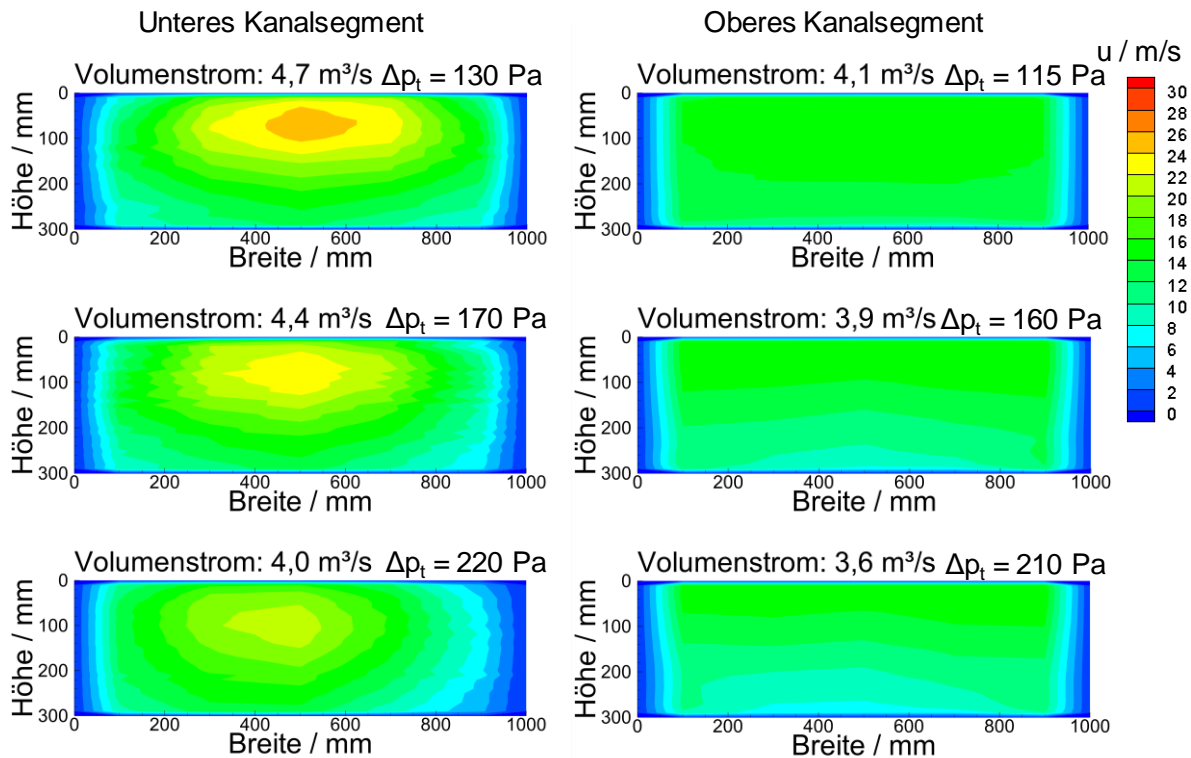 Unteres Kanalsegment
Oberes Kanalsegment
u / m/s
Volumenstrom: 4,7 m³/s Δpt = 130 Pa
Volumenstrom: 4,1 m³/s Δpt = 115 Pa
Höhe / mm
0
100
200
300
0 200 400 600 800 1000
Breite / mm
Höhe / mm
0
100
200
300
0 200 400 600 800 1000
Breite / mm
30
28
26
24
22
20
18
16
14
12
10
8
6
4
2
0
Volumenstrom: 4,4 m³/s Δpt = 170 Pa
Volumenstrom: 3,9 m³/s Δpt = 160 Pa
Höhe / mm
0
100
200
300
0 200 400 600 800 1000
Breite / mm
Höhe / mm
0
100
200
300
0 200 400 600 800 1000
Breite / mm
Volumenstrom: 4,0 m³/s Δpt = 220 Pa
Volumenstrom: 3,6 m³/s Δpt = 210 Pa
Höhe / mm
0
100
200
300
0 200 400 600 800 1000
Breite / mm
Höhe / mm
0
100
200
300
0 200 400 600 800 1000
Breite / mm